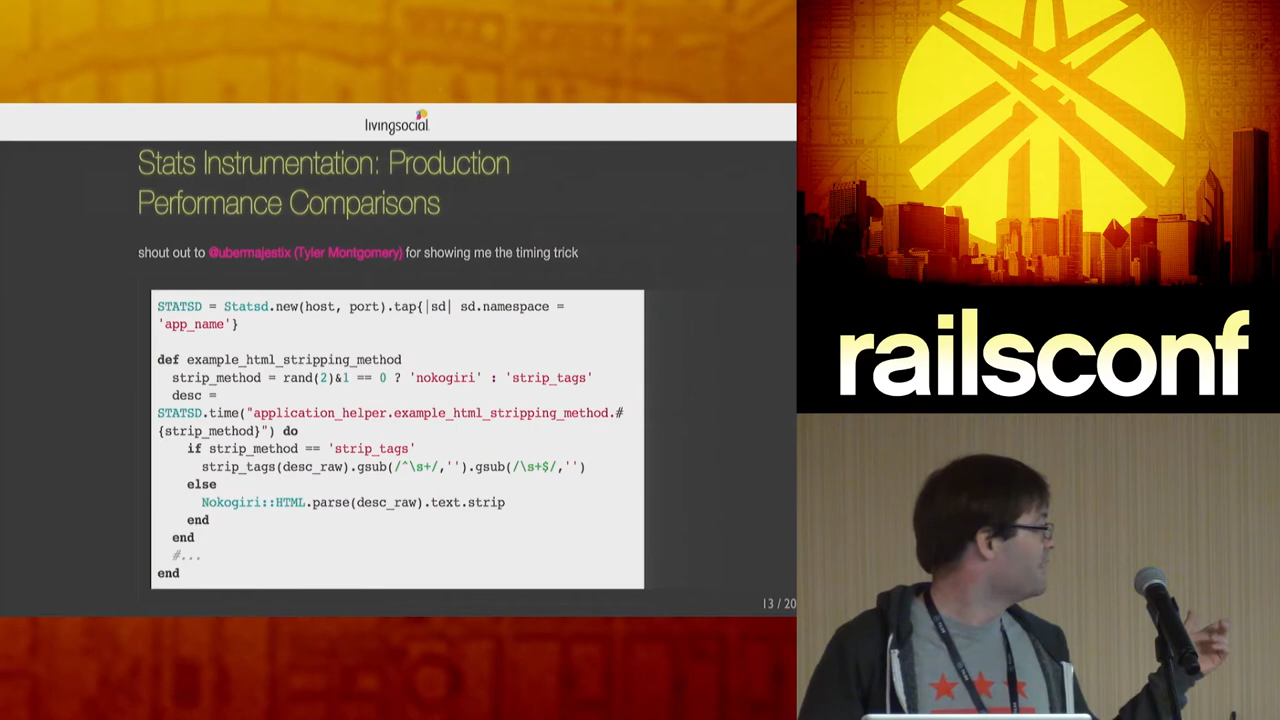 livingsocial
Stats Instrumentation: Production
Performance Comparisons
shout out to @ubermajestix (Tyler Montgomery) for showing me the timing trick
STATSD = Statsd.new(host, port).tap{|sd| sd.namespace =
'app_name'}
def example_html_stripping_method
strip_method = rand(2)&1 == 0 ? 'nokogiri' : 'strip_tags'
desc =
STATSD.time("application_helper.example_html_stripping_method.#
{strip_method}") do
if strip_method == 'strip_tags'
strip_tags(desc_raw).gsub(/^\s+/,'').gsub(/\s+$/,'')
else
Nokogiri::HTML.parse(desc_raw).text.strip
end
end
#...
end
13 / 20
railsconf